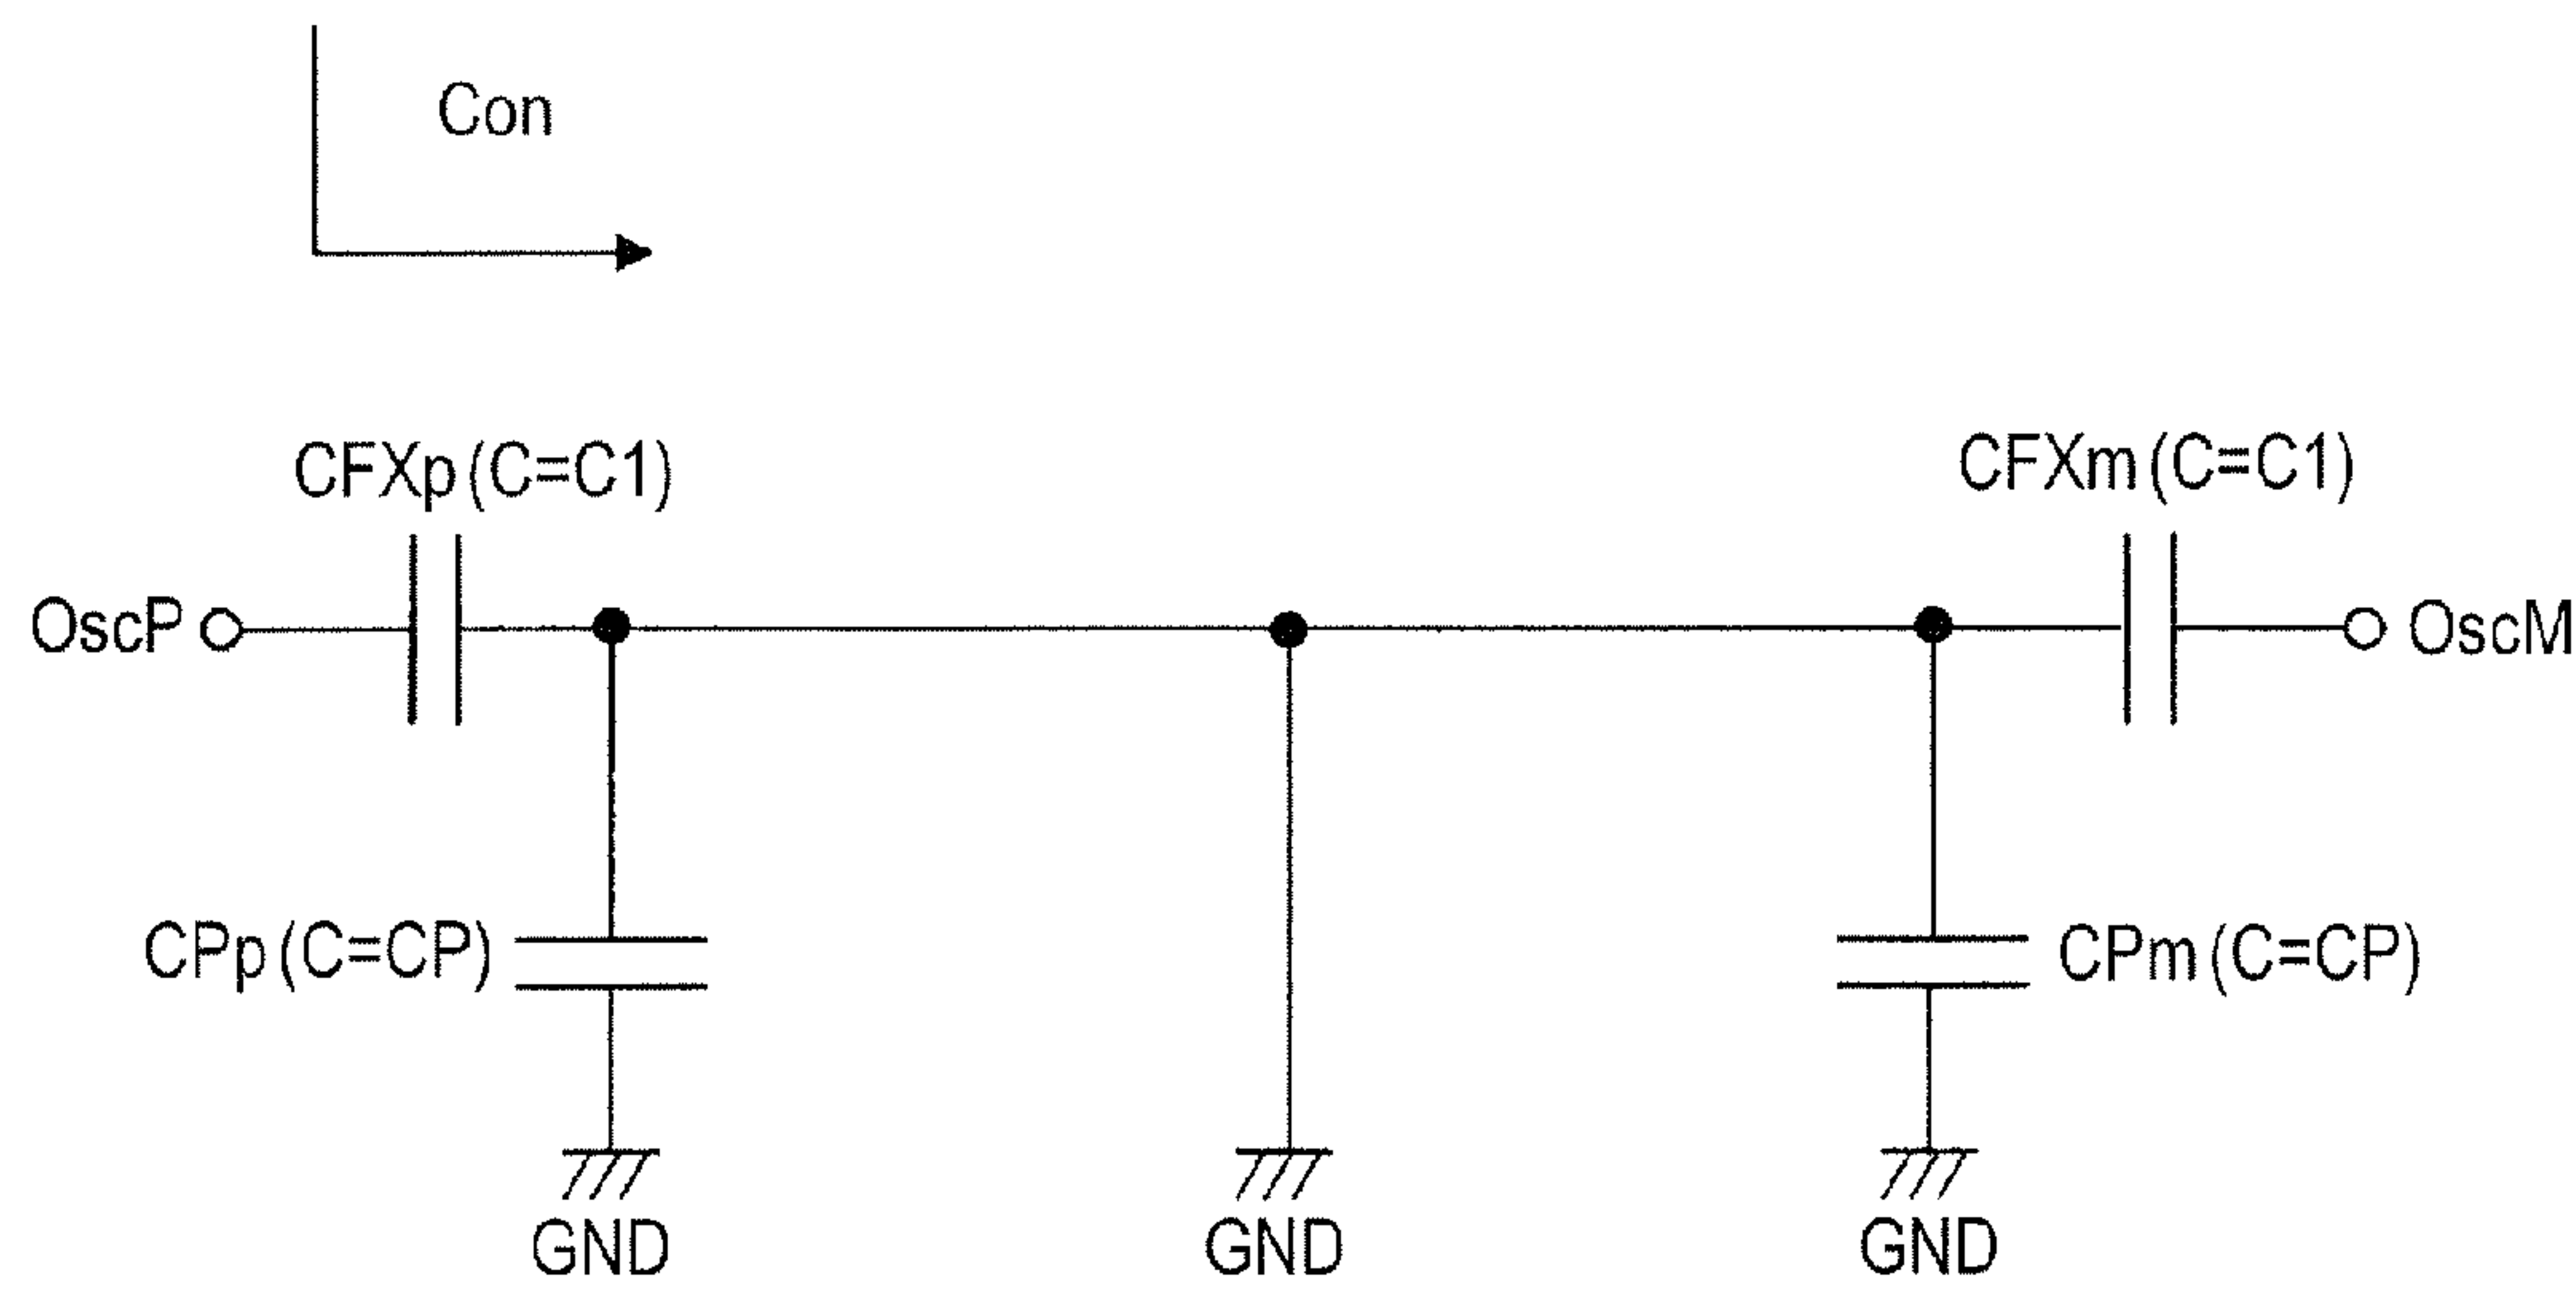 Con
CFXp(C=C1)
CFXm(C=C1)
OscP
OscM
CPp(C=CP)
CPm(C=CP)
GND
GND
GND